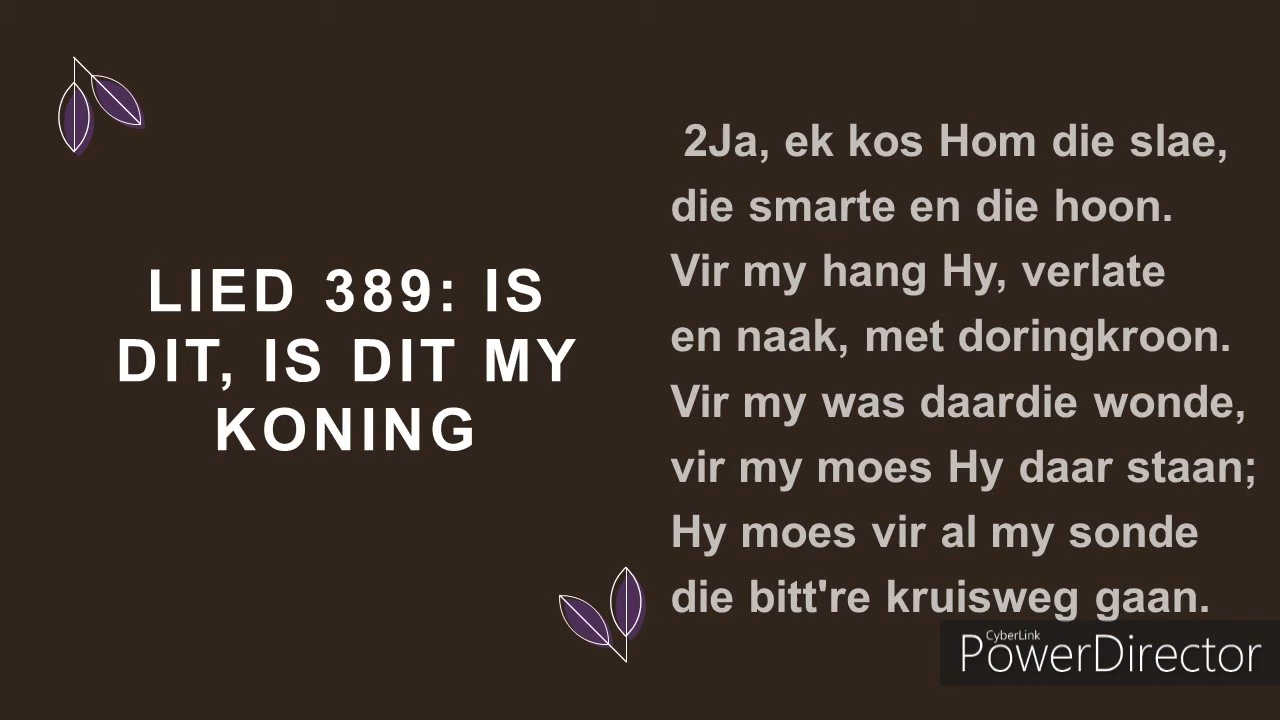 LIED 389: IS
DIT, IS DIT MY
KONING
2Ja, ek kos Hom die slae,
die smarte en die hoon.
Vir my hang Hy, verlate
en naak, met doringkroon.
Vir my was daardie wonde,
vir my moes Hy daar staan;
Hy moes vir al my sonde
die bitt're kruisweg gaan.
CyberLink
PowerDirector